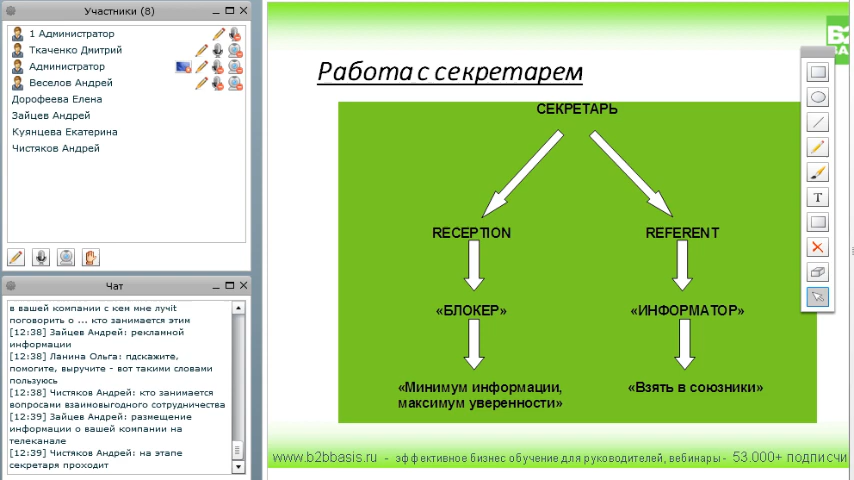 Участники (8)
1 Администратор
Ткаченко Дмитрий
Администратор
Веселов Андрей
Дорофеева Елена
Зайцев Андрей
Куянцева Екатерина
Чистяков Андрей
Чат
в вашей компании с кем мне лучit
поговорить о ... кто занимается этим
[12:38] Зайцев Андрей: рекламной
информации
[12:38] Ланина Ольга: пдскажите,
помогите, выручите - вот такими словами
пользуюсь
[12:38] Чистяков Андрей: кто занимается
вопросами взаимовыгодного сотрудничества
[12:39] Зайцев Андрей: размещение
информации о вашей компании на
телеканале
[12:39] Чистяков Андрей: на этапе
секретаря проходит
Работа с секретарем
СЕКРЕТАРЬ
RECEPTION
REFERENT
«БЛОКЕР»
«ИНФОРМАТОР»
«Минимум информации,
максимум уверенности»
«Взять в союзники»
T
www.b2bbasis.ru - эффективное бизнес обучение для руководителей, вебинары - 53.000+ подписчи